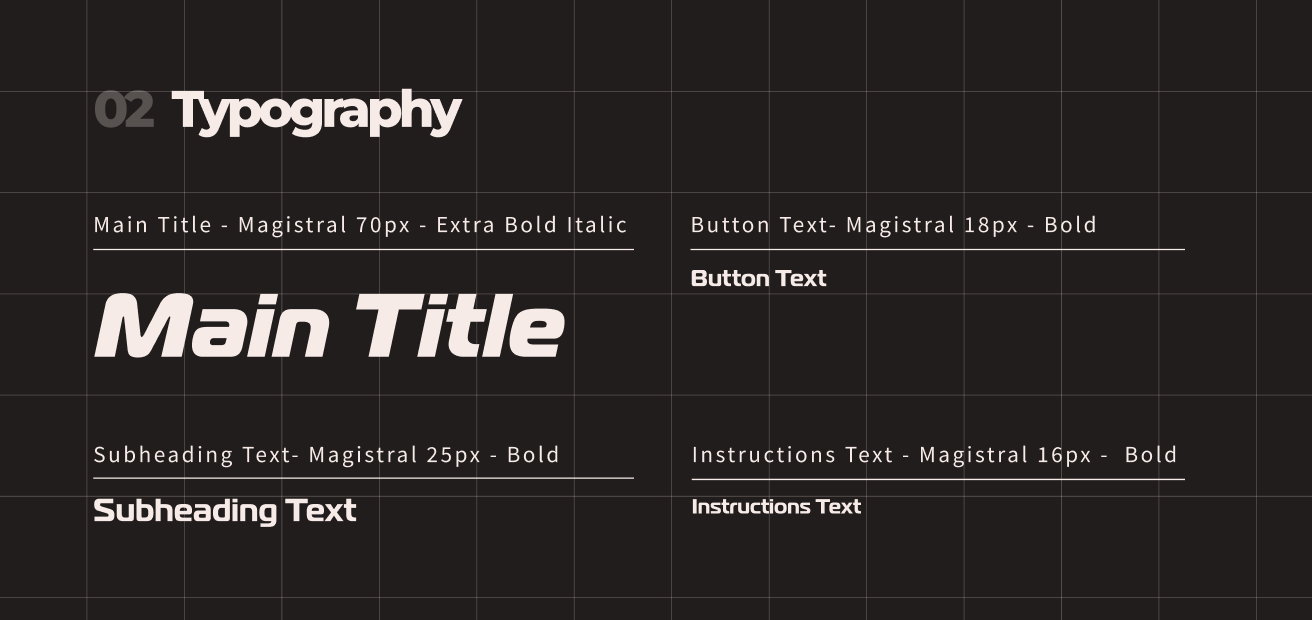 02 Typography
Main Title - Magistral 70px - Extra Bold Italic
Main Title
Subheading Text- Magistral 25px - Bold
Subheading Text
Button Text- Magistral 18px - Bold
Button Text
Instructions Text - Magistral 16px -  Bold
Instructions Text